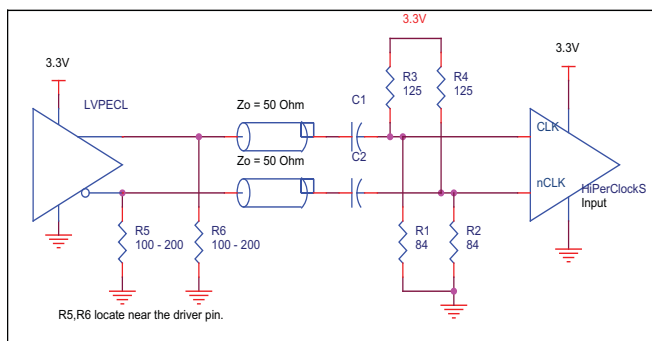 3.3V
3.3V
3.3V
LVPECL
R3
125
R4
125
Zo = 50 Ohm
C1
CLK
Zo = 50 Ohm
C2
nCLK
HiPerClockS
Input
R5
100 - 200
R6
100 - 200
R1
84
R2
84
R5,R6 locate near the driver pin.